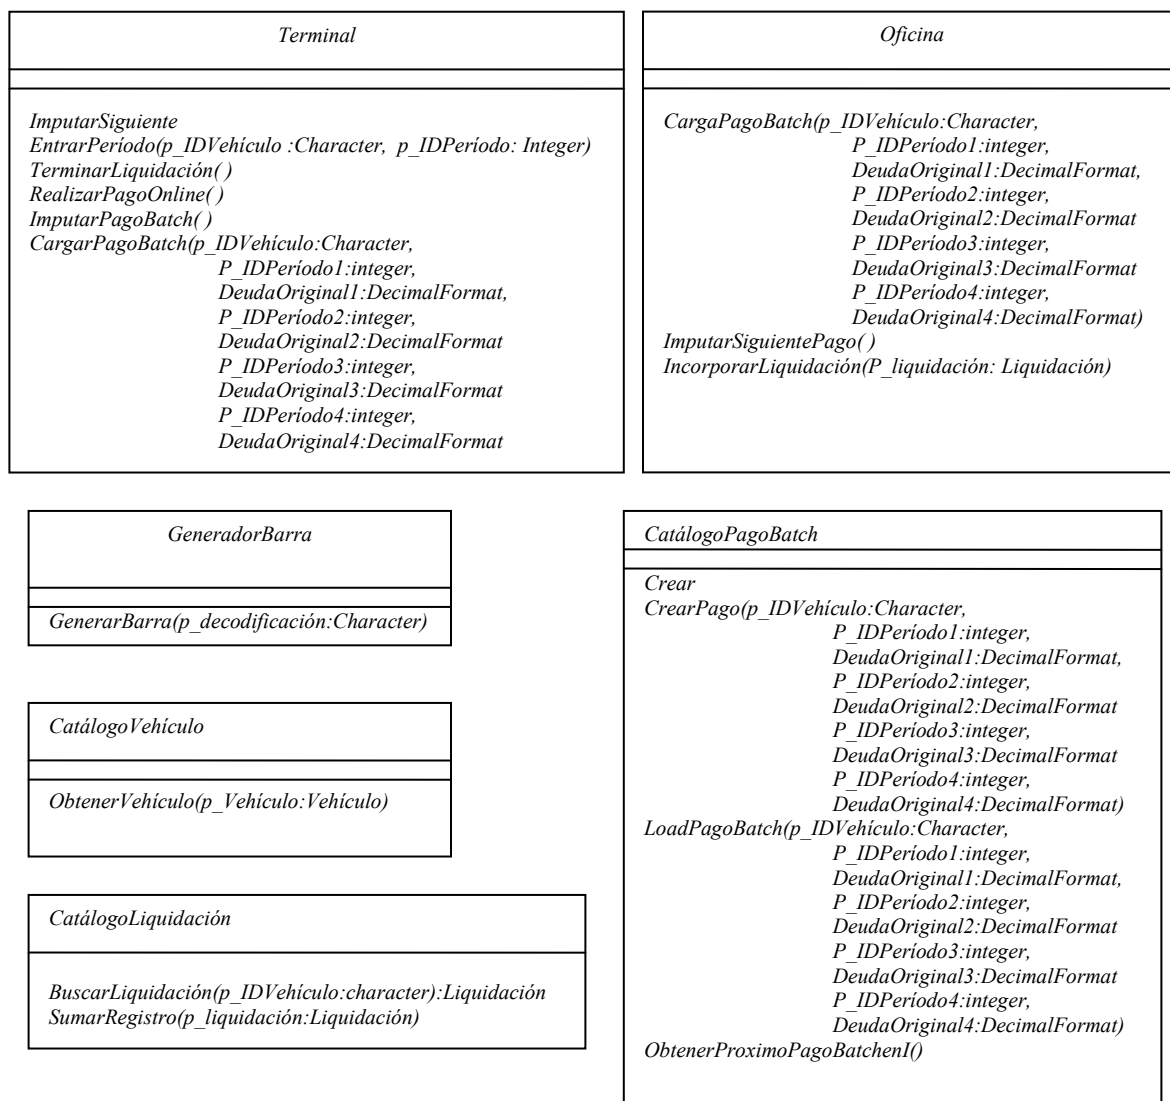 Terminal
ImputarSiguiente
EntrarPeríodo(p_IDVehículo :Character, p_IDPeríodo: Integer)
TerminarLiquidación( )
RealizarPagoOnline( )
ImputarPagoBatch( )
CargarPagoBatch(p_IDVehículo:Character,
P_IDPeríodo1:integer,
DeudaOriginal1:DecimalFormat,
P_IDPeríodo2:integer,
DeudaOriginal2:DecimalFormat
P_IDPeríodo3:integer,
DeudaOriginal3:DecimalFormat
P_IDPeríodo4:integer,
DeudaOriginal4:DecimalFormat
Oficina
CargaPagoBatch(p_IDVehículo:Character,
P_IDPeríodo1:integer,
DeudaOriginal1:DecimalFormat,
P_IDPeríodo2:integer,
DeudaOriginal2:DecimalFormat
P_IDPeríodo3:integer,
DeudaOriginal3:DecimalFormat
P_IDPeríodo4:integer,
DeudaOriginal4:DecimalFormat)
ImputarSiguientePago( )
IncorporarLiquidación(P_liquidación: Liquidación)
GeneradorBarra
GenerarBarra(p_decodificación:Character)
CatálogoVehículo
ObtenerVehículo(p_Vehículo:Vehículo)
CatálogoLiquidación
BuscarLiquidación(p_IDVehículo:character):Liquidación
SumarRegistro(p_liquidación:Liquidación)
CatálogoPagoBatch
Crear
CrearPago(p_IDVehículo:Character,
P_IDPeríodo1:integer,
DeudaOriginal1:DecimalFormat,
P_IDPeríodo2:integer,
DeudaOriginal2:DecimalFormat
P_IDPeríodo3:integer,
DeudaOriginal3:DecimalFormat
P_IDPeríodo4:integer,
DeudaOriginal4:DecimalFormat)
LoadPagoBatch(p_IDVehículo:Character,
P_IDPeríodo1:integer,
DeudaOriginal1:DecimalFormat,
P_IDPeríodo2:integer,
DeudaOriginal2:DecimalFormat
P_IDPeríodo3:integer,
DeudaOriginal3:DecimalFormat
P_IDPeríodo4:integer,
DeudaOriginal4:DecimalFormat)
ObtenerProximoPagoBatchenI()